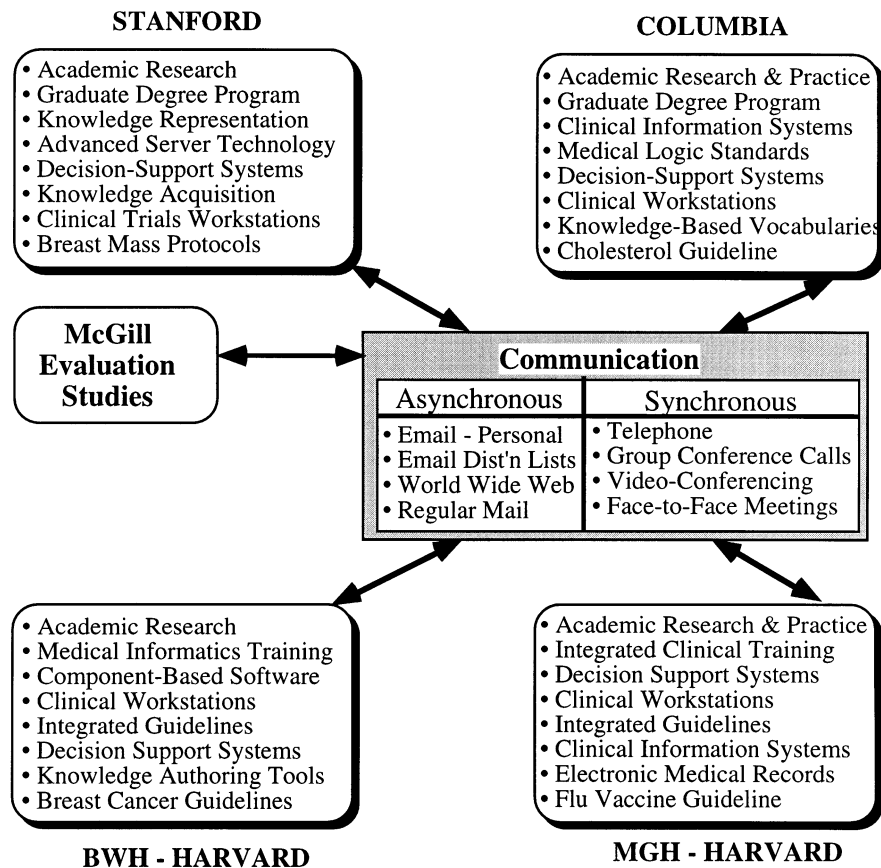 STANFORD
• Academic Research
• Graduate Degree Program
• Knowledge Representation
• Advanced Server Technology
• Decision-Support Systems
• Knowledge Acquisition
• Clinical Trials Workstations
• Breast Mass Protocols
COLUMBIA
• Academic Research & Practice
• Graduate Degree Program
• Clinical Information Systems
• Medical Logic Standards
• Decision-Support Systems
• Clinical Workstations
• Knowledge-Based Vocabularies
• Cholesterol Guideline
McGill
Evaluation
Studies
Communication
Asynchronous
• Email - Personal
• Email Dist'n Lists
• World Wide Web
• Regular Mail
Synchronous
• Telephone
• Group Conference Calls
• Video-Conferencing
• Face-to-Face Meetings
• Academic Research
• Medical Informatics Training
• Component-Based Software
• Clinical Workstations
• Integrated Guidelines
• Decision Support Systems
• Knowledge Authoring Tools
• Breast Cancer Guidelines
BWH - HARVARD
• Academic Research & Practice
• Integrated Clinical Training
• Decision Support Systems
• Clinical Workstations
• Integrated Guidelines
• Clinical Information Systems
• Electronic Medical Records
• Flu Vaccine Guideline
MGH - HARVARD